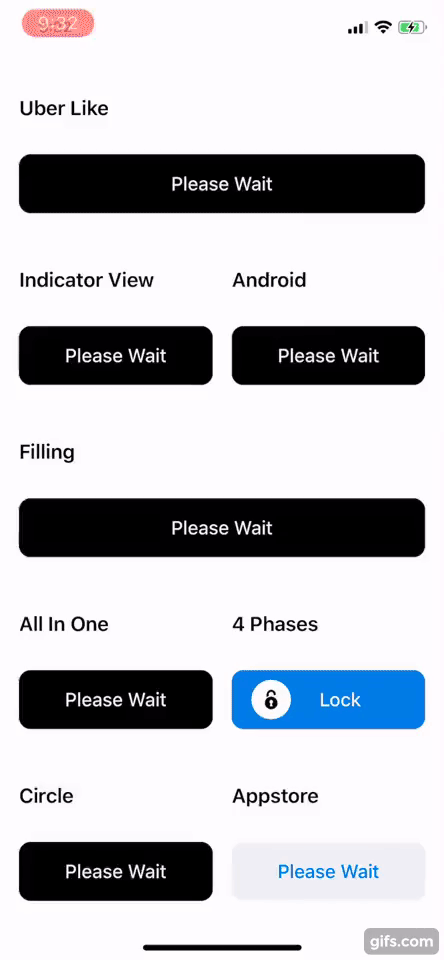 9:32
Uber Like
Please Wait
Indicator View Android
Please Wait Please Wait
Filling
Please Wait
All In One 4 Phases
Please Wait Lock
Circle Appstore
Please Wait Please Wait
gifs.com